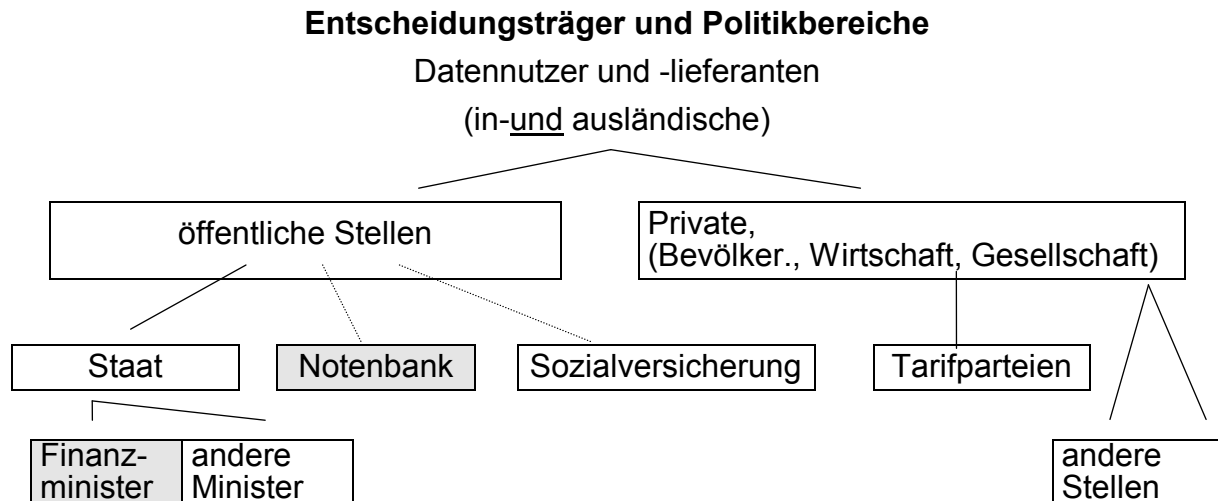 Entscheidungsträger und Politikbereiche
Datennutzer und -lieferanten
(in-und ausländische)
öffentliche Stellen
Private,
(Bevölker., Wirtschaft, Gesellschaft)
Staat
Notenbank
Sozialversicherung
Tarifparteien
Finanz-
minister
andere
Minister
andere
Stellen